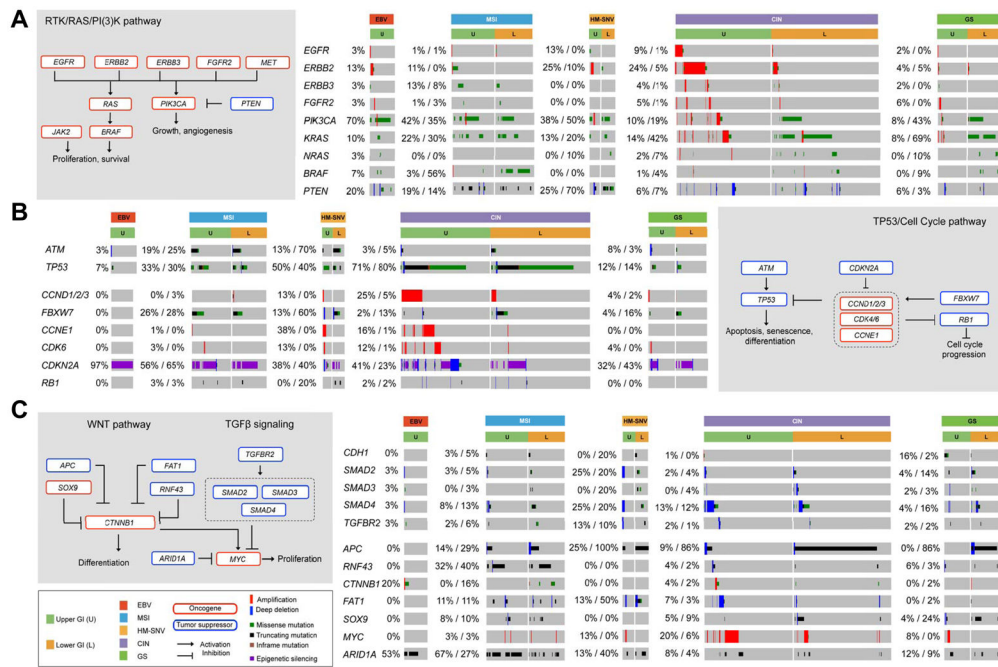 A
RTK/RAS/PI(3)K pathway
EGFR ERBB2 ERBB3 FGFR2 MET
RAS PIK3CA PTEN
JAK2 BRAF Growth, angiogenesis
Proliferation, survival
EBV MSI HM-SNV CIN GS
U U L U L U L U L
EGFR 3% 1% / 1% 13% / 0% 9% / 1% 2% / 0%
ERBB2 13% 11% / 0% 25% / 10% 24% / 5% 4% / 5%
ERBB3 3% 13% / 8% 0% / 0% 4% / 1% 2% / 2%
FGFR2 3% 1% / 3% 0% / 0% 5% / 1% 6% / 0%
PIK3CA 70% 42% / 35% 38% / 50% 10% / 19% 8% / 43%
KRAS 10% 22% / 30% 13% / 20% 14% / 42% 8% / 69%
NRAS 3% 0% / 0% 0% / 10% 2% / 7% 0% / 10%
BRAF 7% 3% / 56% 0% / 0% 1% / 4% 0% / 9%
PTEN 20% 19% / 14% 25% / 70% 6% / 7% 6% / 3%
B
EBV MSI HM-SNV CIN GS
U U L U L U L U L
ATM 3% 19% / 25% 13% / 70% 3% / 5% 8% / 3%
TP53 7% 33% / 30% 50% / 40% 71% / 80% 12% / 14%
CCND1/2/3 0% 0% / 3% 13% / 0% 25% / 5% 4% / 2%
FBXW7 0% 26% / 28% 13% / 60% 2% / 13% 4% / 16%
CCNE1 0% 1% / 0% 38% / 0% 16% / 1% 0% / 0%
CDK6 0% 3% / 0% 13% / 0% 12% / 1% 4% / 0%
CDKN2A 97% 56% / 65% 38% / 40% 41% / 23% 32% / 43%
RB1 0% 3% / 3% 0% / 20% 2% / 2% 0% / 0%
TP53/Cell Cycle pathway
ATM CDKN2A
TP53 CCND1/2/3 FBXW7
CDK4/6 RB1
CCNE1
Apoptosis, senescence,
differentiation
Cell cycle
progression
C
WNT pathway TGFβ signaling
APC FAT1 TGFBR2
SOX9 RNF43 SMAD2 SMAD3
SMAD4
CTNNB1
Differentiation ARID1A MYC Proliferation
Upper GI (U)
Lower GI (L)
EBV
MSI
HM-SNV
CIN
GS
Oncogene
Tumor suppressor
Activation
Inhibition
Amplification
Deep deletion
Missense mutation
Truncating mutation
Inframe mutation
Epigenetic silencing
EBV MSI HM-SNV CIN GS
U U L U L U L U L
CDH1 0% 3% / 5% 0% / 20% 1% / 0% 16% / 2%
SMAD2 3% 3% / 5% 25% / 20% 2% / 4% 4% / 14%
SMAD3 3% 0% / 3% 0% / 20% 0% / 4% 2% / 3%
SMAD4 3% 8% / 13% 25% / 20% 13% / 12% 4% / 16%
TGFBR2 3% 2% / 6% 13% / 10% 2% / 1% 2% / 2%
APC 0% 14% / 29% 25% / 100% 9% / 86% 0% / 86%
RNF43 0% 32% / 40% 0% / 0% 4% / 2% 6% / 3%
CTNNB1 20% 0% / 16% 0% / 0% 4% / 2% 0% / 2%
FAT1 0% 11% / 11% 13% / 50% 7% / 3% 0% / 2%
SOX9 0% 8% / 10% 0% / 0% 5% / 9% 4% / 24%
MYC 0% 3% / 3% 13% / 0% 20% / 6% 8% / 0%
ARID1A 53% 67% / 27% 13% / 40% 8% / 4% 12% / 9%